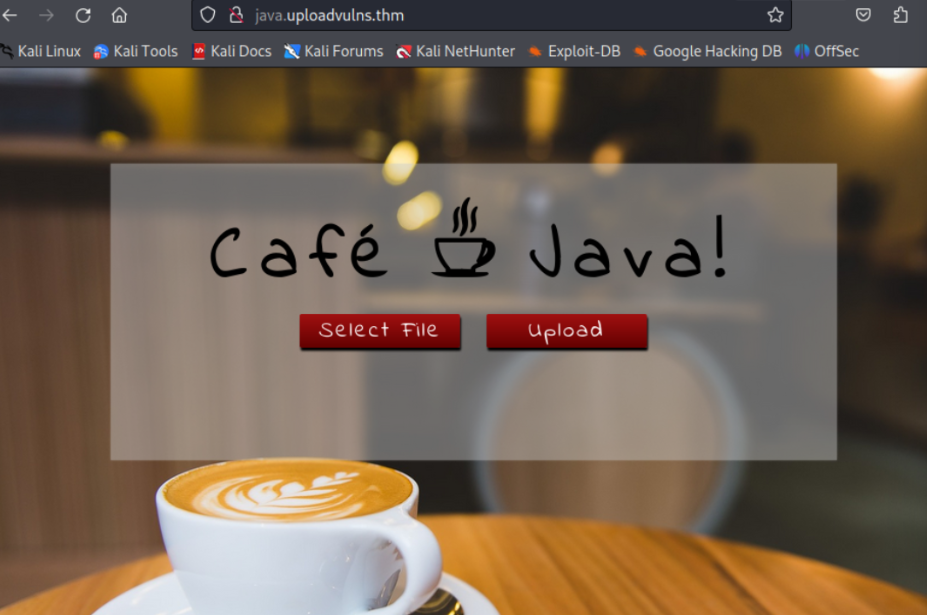 java.uploadvulns.thm
Kali Linux Kali Tools Kali Docs Kali Forums Kali NetHunter Exploit-DB Google Hacking DB OffSec
Café Java!
Select File Upload